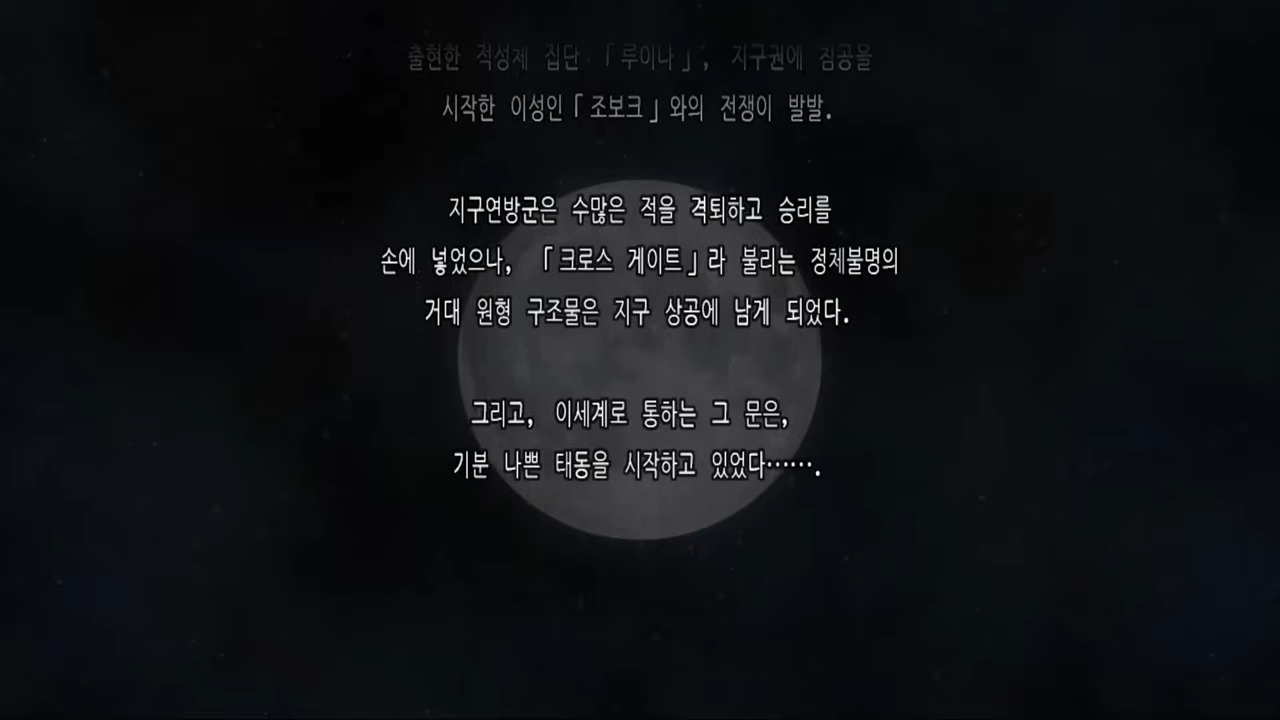 출현한 적성체 집단 「루이나」, 지구권에 침공을
시작한 이성인「조보크」와의 전쟁이 발발.
지구연방군은 수많은 적을 격퇴하고 승리를
손에 넣었으나, 「크로스 게이트」라 불리는 정체불명의
거대 원형 구조물은 지구 상공에 남게 되었다.
그리고, 이세계로 통하는 그 문은,
기분 나쁜 태동을 시작하고 있었다…….